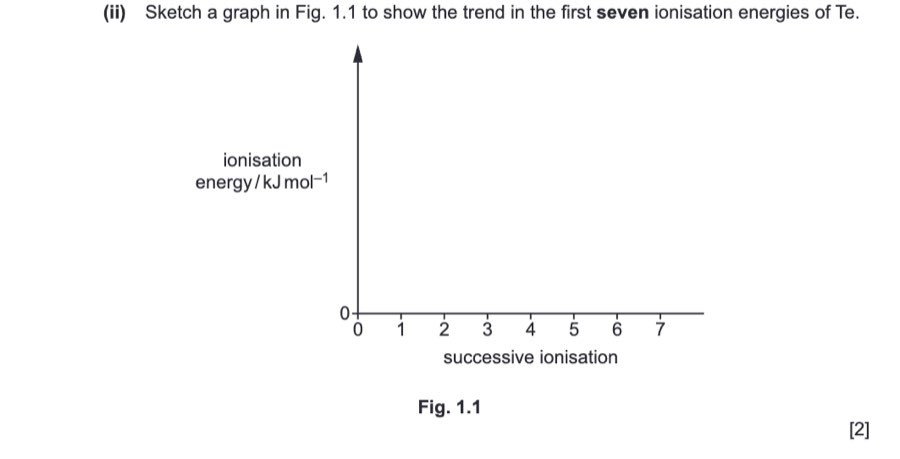 (ii) Sketch a graph in Fig. 1.1 to show the trend in the first seven ionisation energies of Te.
ionisation
energy / kJ mol⁻¹
0
0 1 2 3 4 5 6 7
successive ionisation
Fig. 1.1
[2]